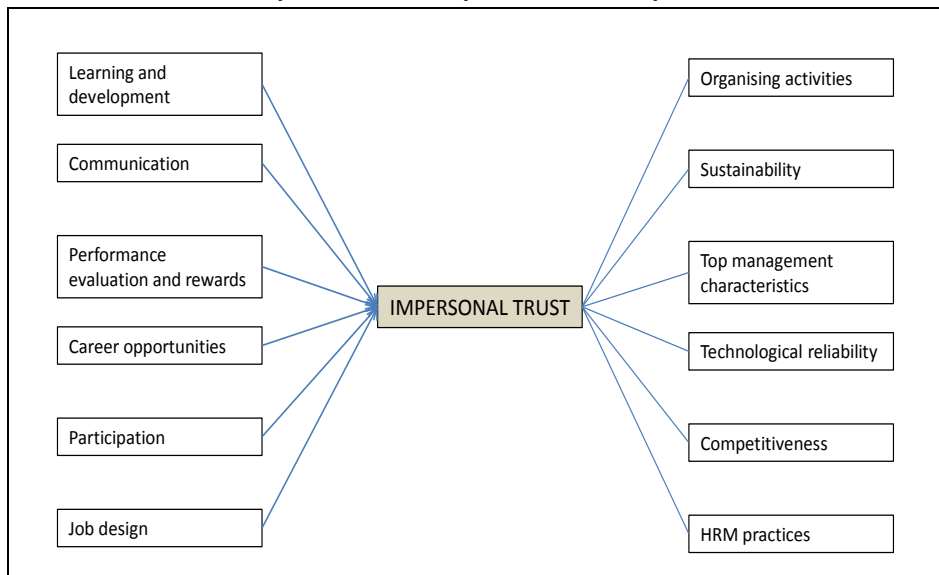 Learning and
development
Communication
Performance
evaluation and rewards
Career opportunities
Participation
Job design
IMPERSONAL TRUST
Organising activities
Sustainability
Top management
characteristics
Technological reliability
Competitiveness
HRM practices